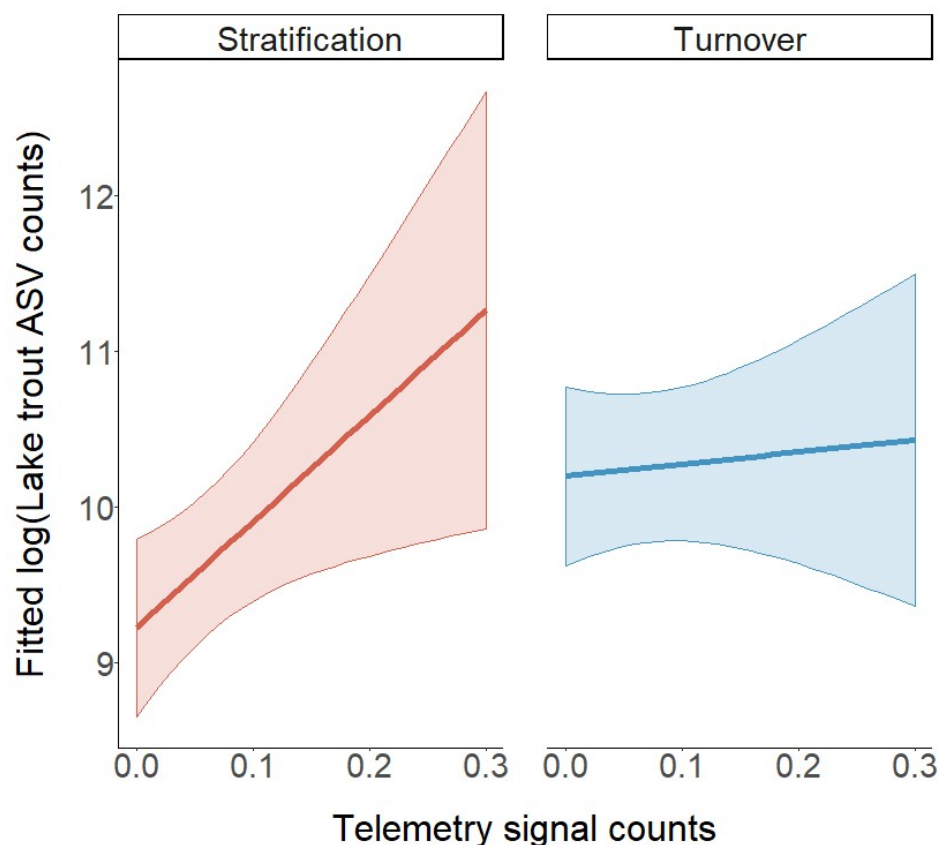 Stratification
Turnover
Fitted log(Lake trout ASV counts)
12
11
10
9
0.0 0.1 0.2 0.3
0.0 0.1 0.2 0.3
Telemetry signal counts